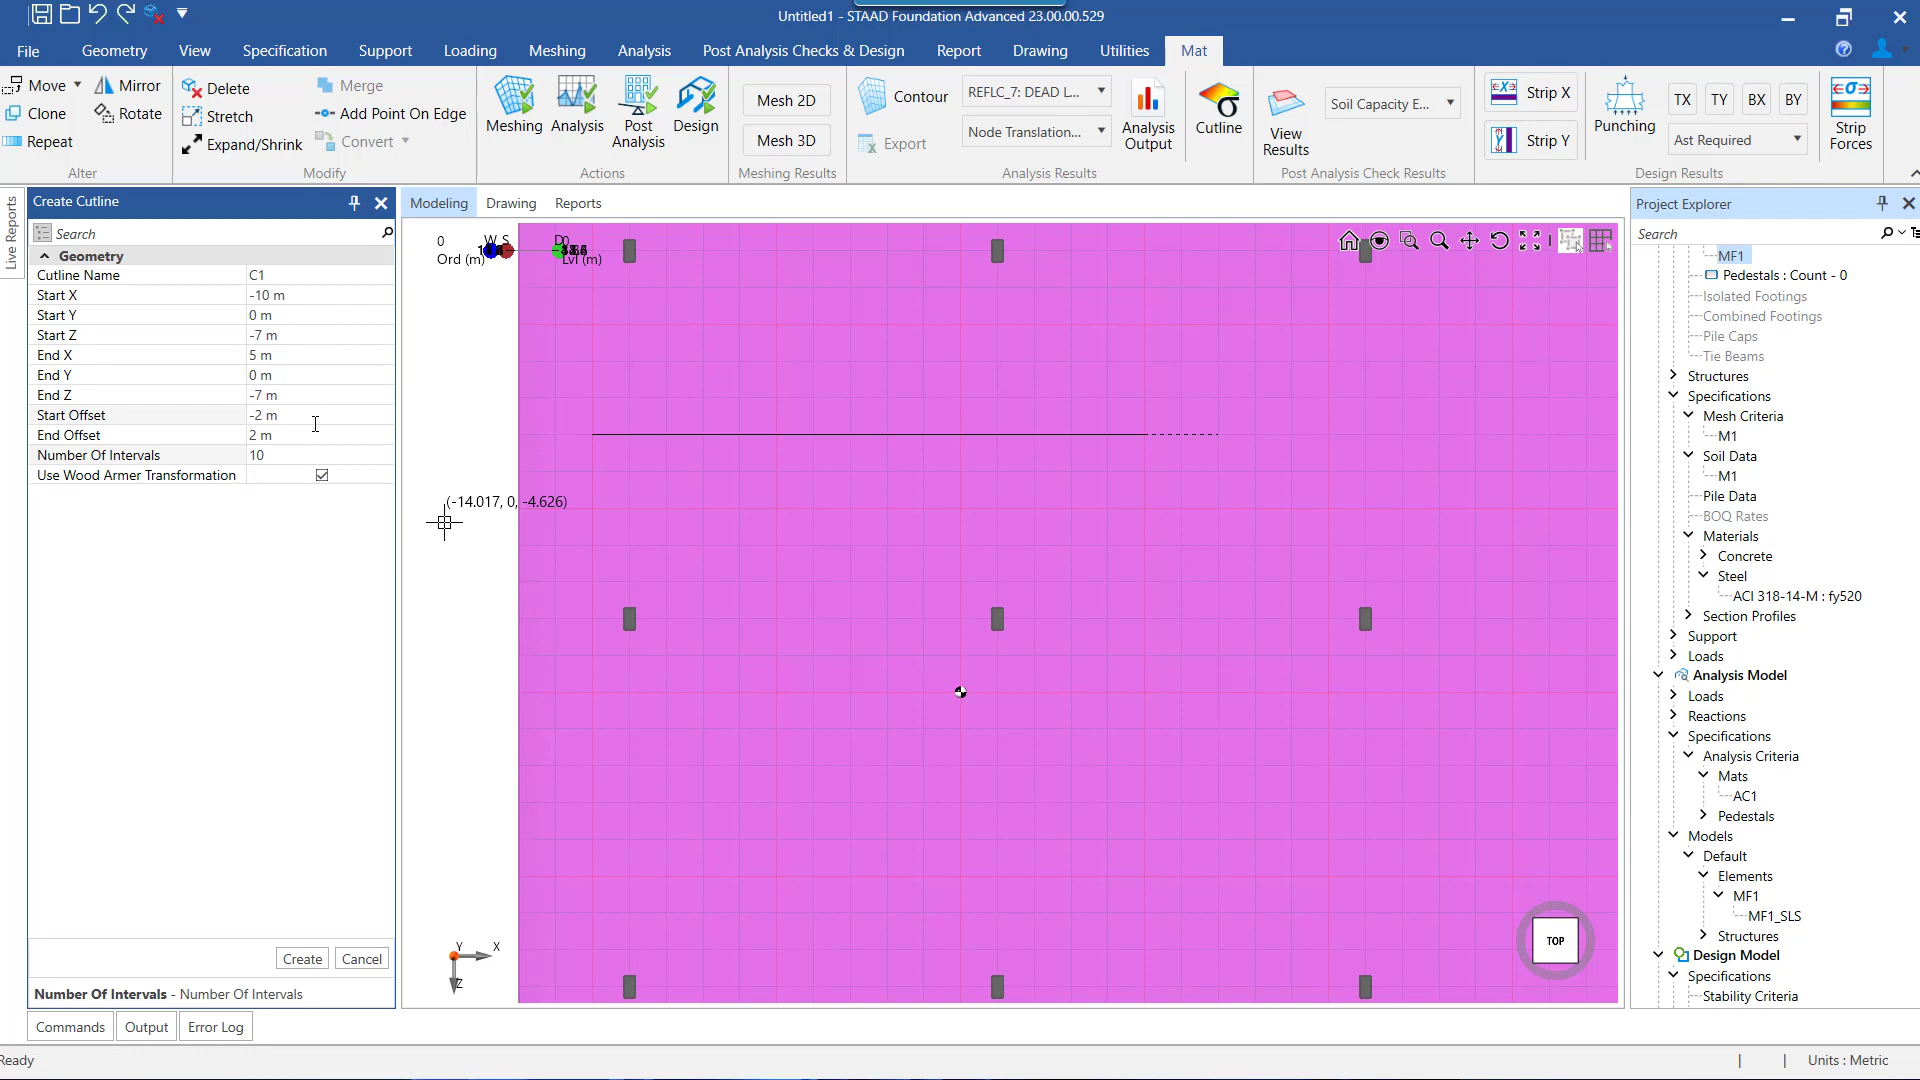 Untitled1 - STAAD Foundation Advanced 23.00.00.529
File Geometry View Specification Support Loading Meshing Analysis Post Analysis Checks & Design Report Drawing Utilities Mat
Move Mirror
Clone Rotate
Repeat
Alter
Delete Merge
Stretch Add Point On Edge
Expand/Shrink Convert
Modify
Meshing Analysis Post Analysis Design
Actions
Mesh 2D
Mesh 3D
Meshing Results
Contour REFLC_7: DEAD L...
Export Node Translation...
Analysis Output
Cutline
Analysis Results
View Results
Soil Capacity E...
Post Analysis Check Results
Strip X
Strip Y
Punching
TX TY BX BY
Ast Required
Strip Forces
Design Results
Live Reports
Create Cutline
Search
Geometry
Cutline Name C1
Start X -10 m
Start Y 0 m
Start Z -7 m
End X 5 m
End Y 0 m
End Z -7 m
Start Offset -2 m
End Offset 2 m
Number Of Intervals 10
Use Wood Armer Transformation
Create Cancel
Number Of Intervals - Number Of Intervals
Commands Output Error Log
Ready
Modeling Drawing Reports
0
Ord (m)
W S
D
Lvl (m)
(-14.017, 0, -4.626)
Y X
Z
TOP
Project Explorer
Search
MF1
Pedestals : Count - 0
Isolated Footings
Combined Footings
Pile Caps
Tie Beams
Structures
Specifications
Mesh Criteria
M1
Soil Data
M1
Pile Data
BOQ Rates
Materials
Concrete
Steel
ACI 318-14-M : fy520
Section Profiles
Support
Loads
Analysis Model
Loads
Reactions
Specifications
Analysis Criteria
Mats
AC1
Pedestals
Models
Default
Elements
MF1
MF1_SLS
Structures
Design Model
Specifications
Stability Criteria
Units : Metric